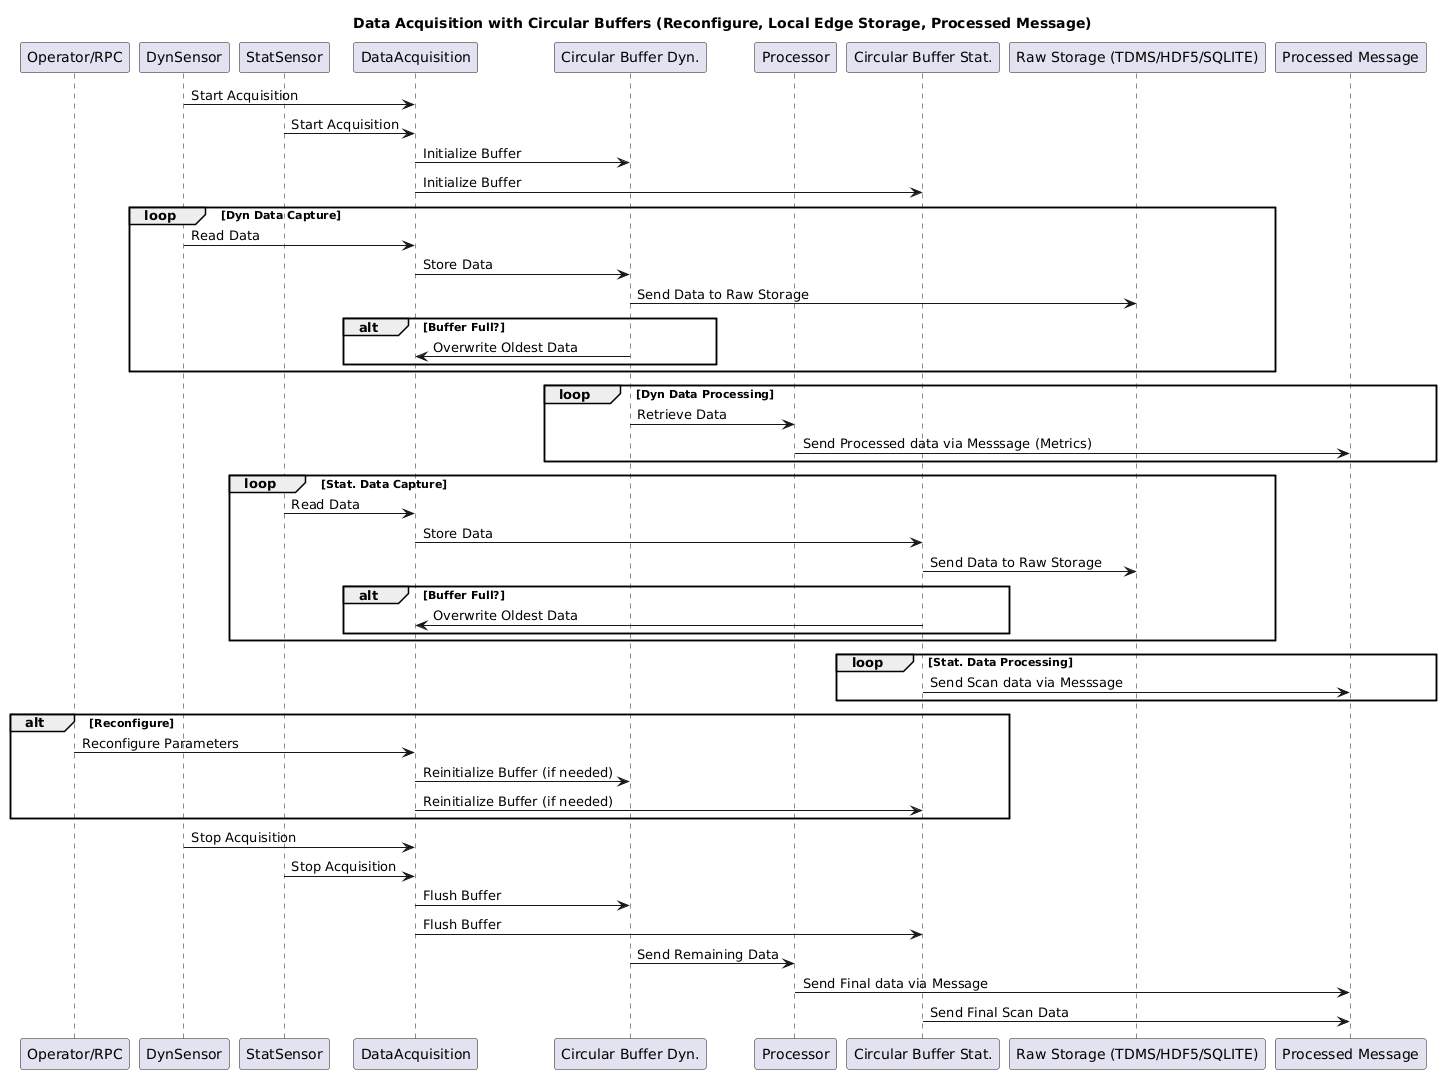 Data Acquisition with Circular Buffers (Reconfigure, Local Edge Storage, Processed Message)
Operator/RPC DynSensor StatSensor DataAcquisition Circular Buffer Dyn. Processor Circular Buffer Stat. Raw Storage (TDMS/HDF5/SQLITE) Processed Message
Start Acquisition
Start Acquisition
Initialize Buffer
Initialize Buffer
loop [Dyn Data Capture]
Read Data
Store Data
Send Data to Raw Storage
alt [Buffer Full?]
Overwrite Oldest Data
loop [Dyn Data Processing]
Retrieve Data
Send Processed data via Messsage (Metrics)
loop [Stat. Data Capture]
Read Data
Store Data
Send Data to Raw Storage
alt [Buffer Full?]
Overwrite Oldest Data
loop [Stat. Data Processing]
Send Scan data via Messsage
alt [Reconfigure]
Reconfigure Parameters
Reinitialize Buffer (if needed)
Reinitialize Buffer (if needed)
Stop Acquisition
Stop Acquisition
Flush Buffer
Flush Buffer
Send Remaining Data
Send Final data via Message
Send Final Scan Data
Operator/RPC DynSensor StatSensor DataAcquisition Circular Buffer Dyn. Processor Circular Buffer Stat. Raw Storage (TDMS/HDF5/SQLITE) Processed Message